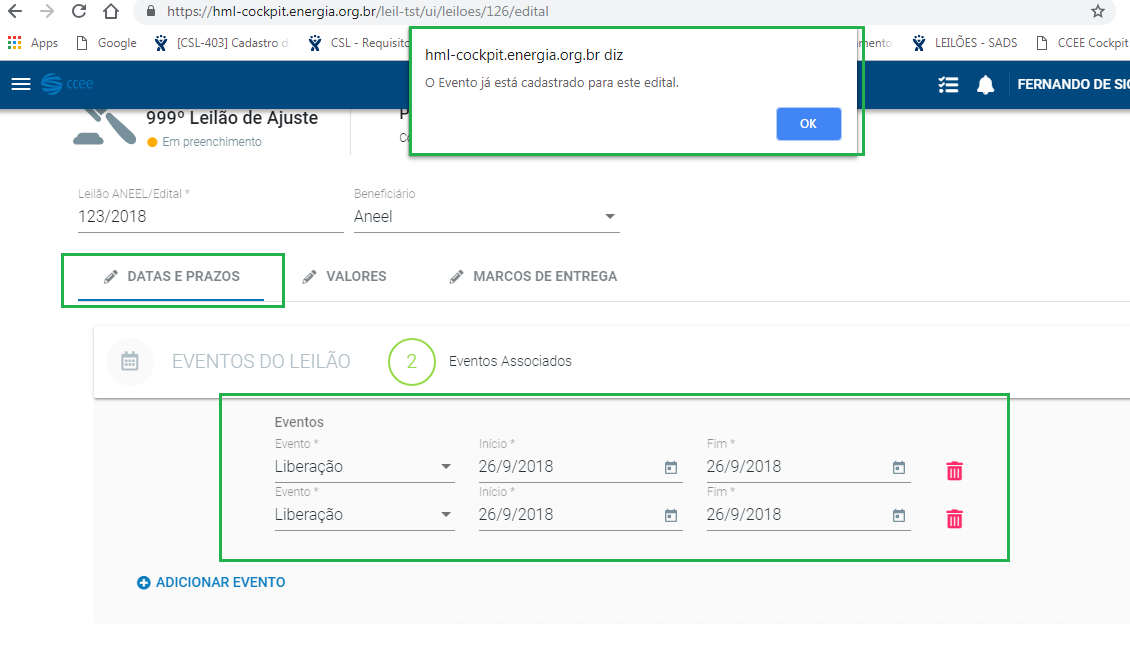 https://hml-cockpit.energia.org.br/leil-tst/ui/leiloes/126/edital
Apps Google [CSL-403] Cadastro d CSL - Requisito LEILÕES - SADS CCEE Cockpit
hml-cockpit.energia.org.br diz
O Evento já está cadastrado para este edital.
OK
ccee
FERNANDO DE SIG
999º Leilão de Ajuste
Em preenchimento
Leilão ANEEL/Edital *
123/2018
Beneficiário
Aneel
DATAS E PRAZOS VALORES MARCOS DE ENTREGA
EVENTOS DO LEILÃO 2 Eventos Associados
Eventos
Evento * Início * Fim *
Liberação 26/9/2018 26/9/2018
Evento * Início * Fim *
Liberação 26/9/2018 26/9/2018
ADICIONAR EVENTO